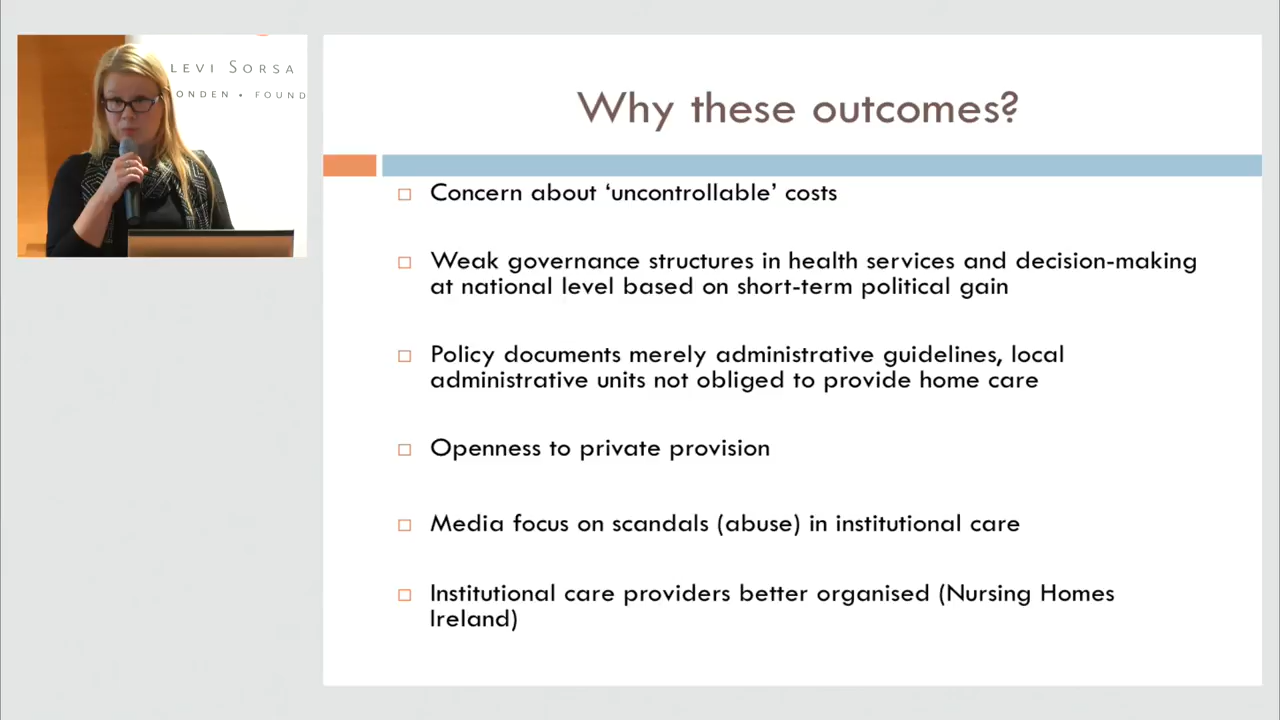 LEVI SORSA
ONDEN • FOUND
Why these outcomes?
Concern about ‘uncontrollable’ costs
Weak governance structures in health services and decision-making
at national level based on short-term political gain
Policy documents merely administrative guidelines, local
administrative units not obliged to provide home care
Openness to private provision
Media focus on scandals (abuse) in institutional care
Institutional care providers better organised (Nursing Homes
Ireland)